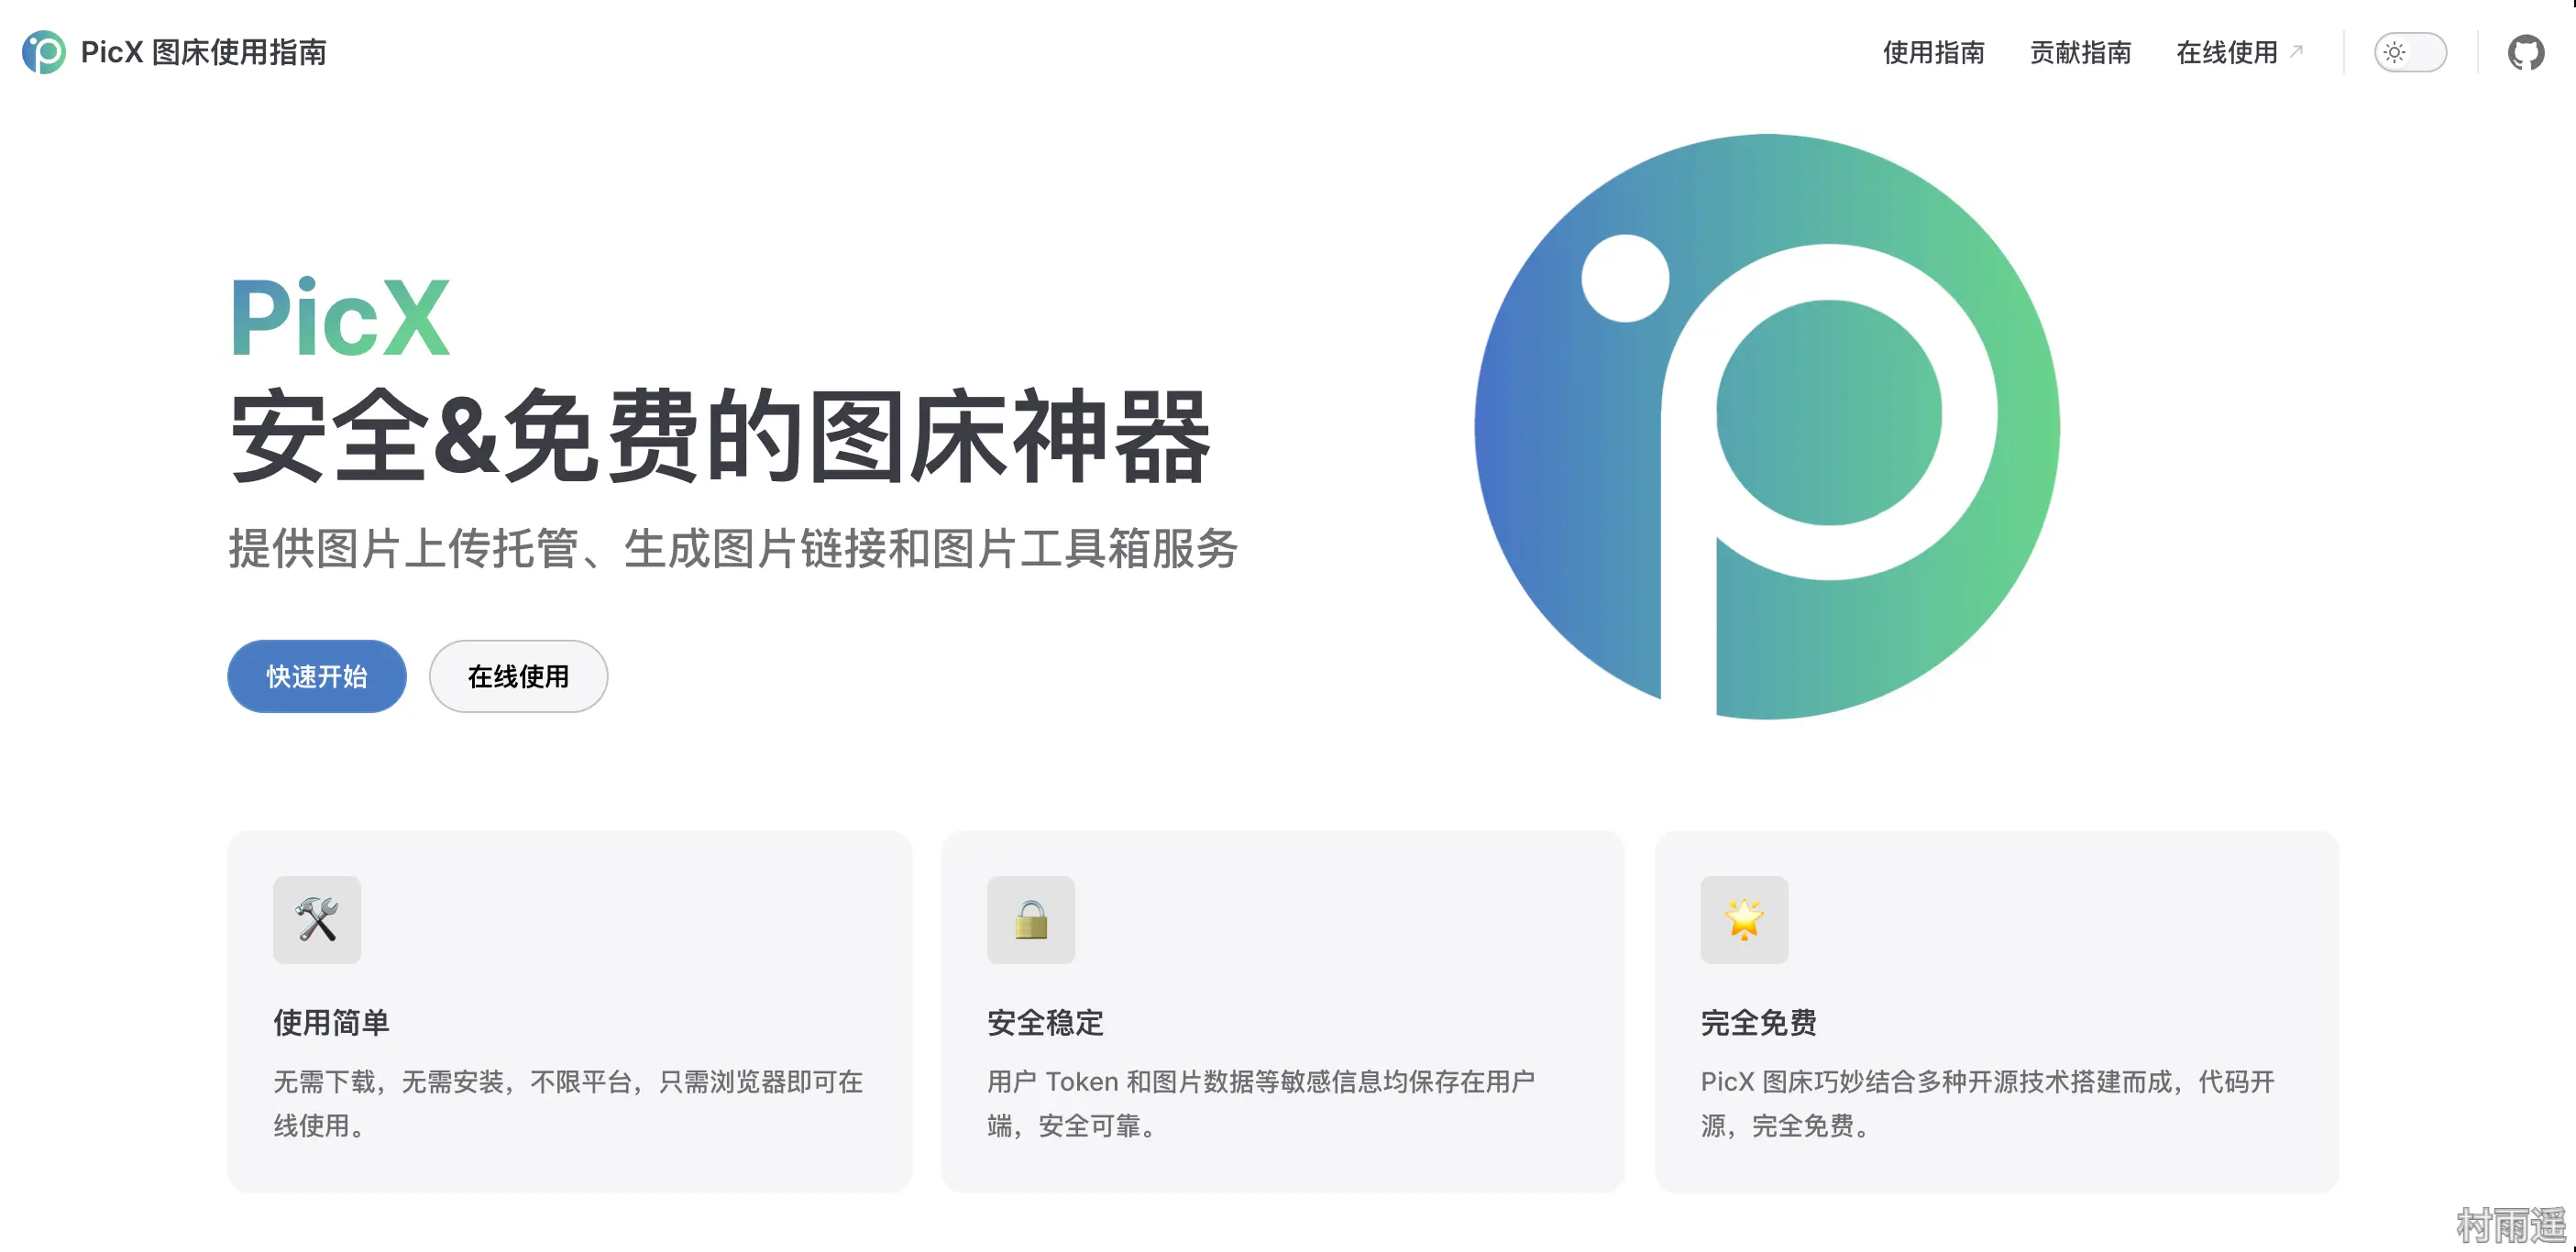 PicX 图床使用指南
使用指南
贡献指南
在线使用
PicX
安全&免费的图床神器
提供图片上传托管、生成图片链接和图片工具箱服务
快速开始
在线使用
使用简单
无需下载，无需安装，不限平台，只需浏览器即可在
线使用。
安全稳定
用户 Token 和图片数据等敏感信息均保存在用户
端，安全可靠。
完全免费
PicX 图床巧妙结合多种开源技术搭建而成，代码开
源，完全免费。
村雨遥